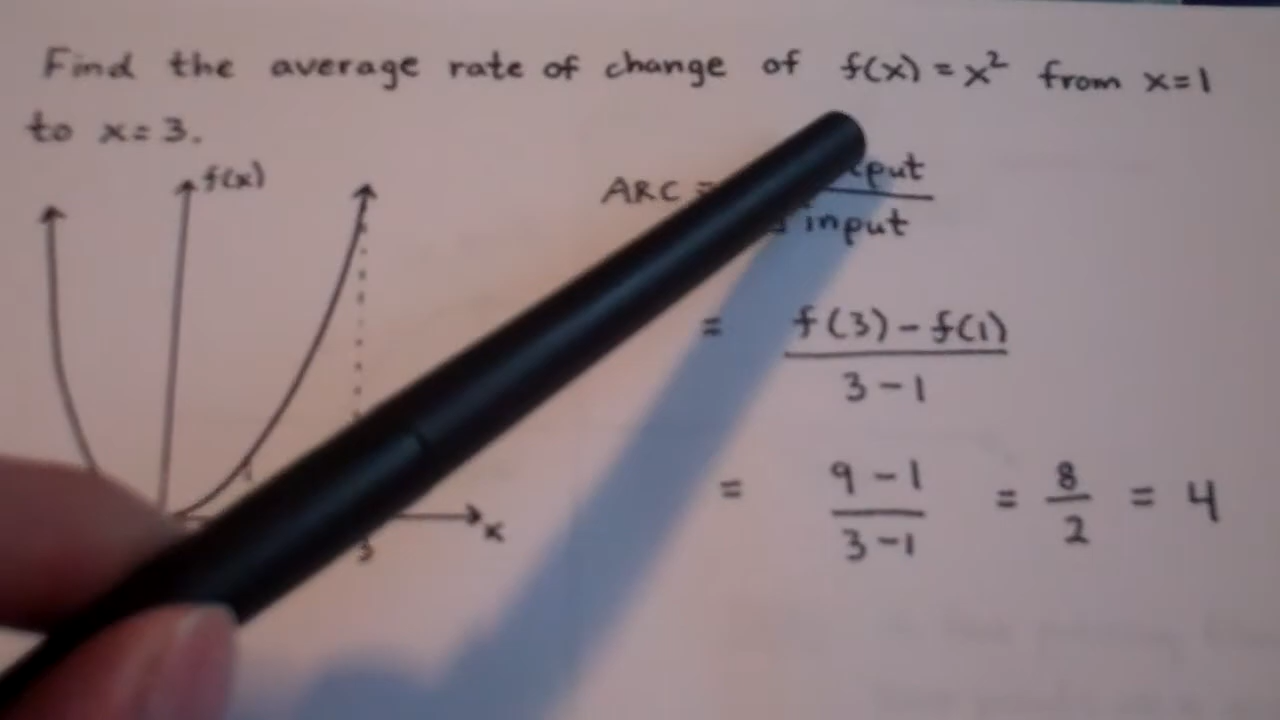 Find the average rate of change of f(x) = x² from x=1
to x=3.
f(x)
x
3
ARC =
input
= f(3) - f(1) / 3 - 1
= 9 - 1 / 3 - 1 = 8 / 2 = 4